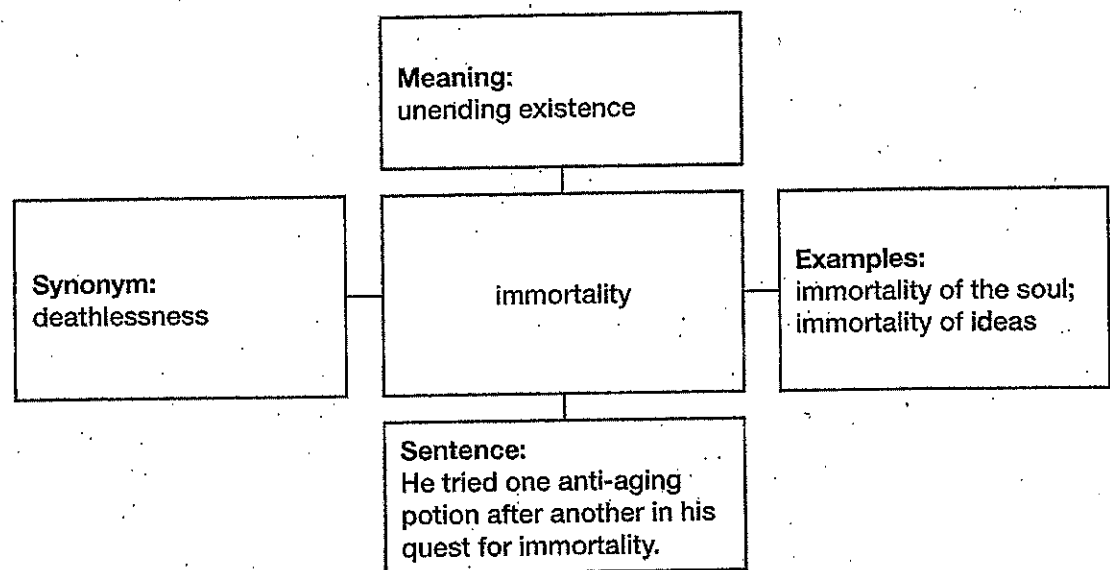 Meaning:
unending existence
Synonym:
deathlessness
immortality
Examples:
immortality of the soul;
immortality of ideas
Sentence:
He tried one anti-aging
potion after another in his
quest for immortality.